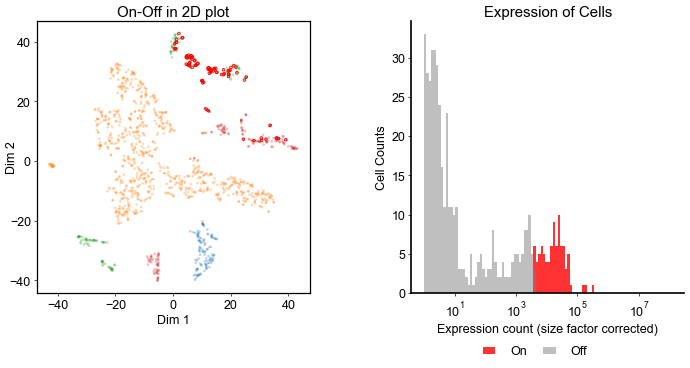 On-Off in 2D plot
40
20
0
−20
−40
Dim 2
−40 −20 0 20 40
Dim 1
Expression of Cells
30
25
20
15
10
5
0
Cell Counts
10^1 10^3 10^5 10^7
Expression count (size factor corrected)
On Off